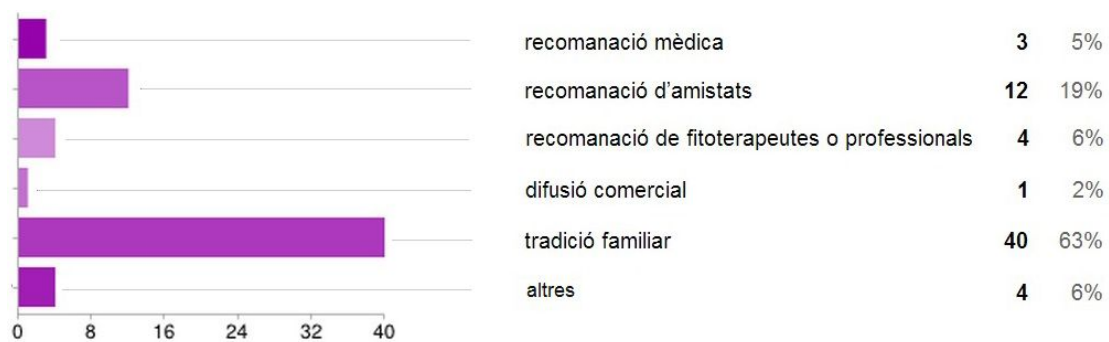 recomanació mèdica 3 5%
recomanació d'amistats 12 19%
recomanació de fitoterapeutes o professionals 4 6%
difusió comercial 1 2%
tradició familiar 40 63%
altres 4 6%
0 8 16 24 32 40